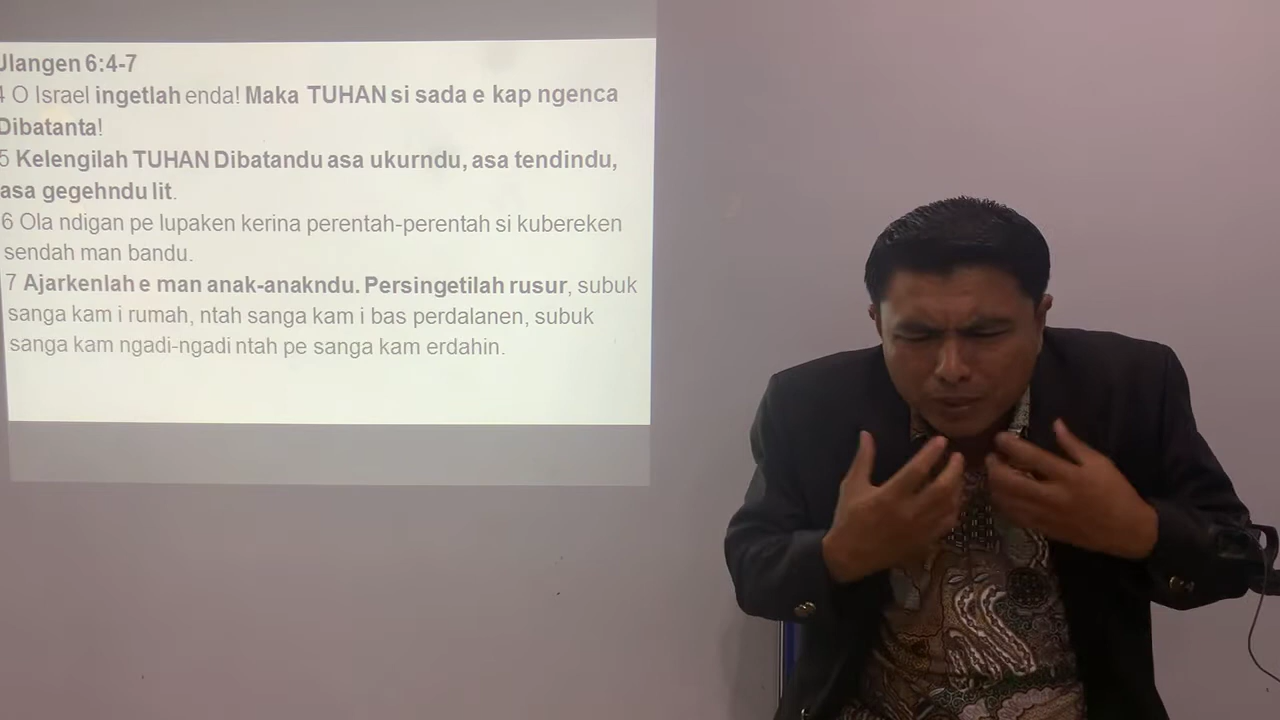 Ulangen 6:4-7
4 O Israel ingetlah enda! Maka TUHAN si sada e kap ngenca
Dibatanta!
5 Kelengilah TUHAN Dibatandu asa ukurndu, asa tendindu,
asa gegehndu lit.
6 Ola ndigan pe lupaken kerina perentah-perentah si kubereken
sendah man bandu.
7 Ajarkenlah e man anak-anakndu. Persingetilah rusur, subuk
sanga kam i rumah, ntah sanga kam i bas perdalanen, subuk
sanga kam ngadi-ngadi ntah pe sanga kam erdahin.